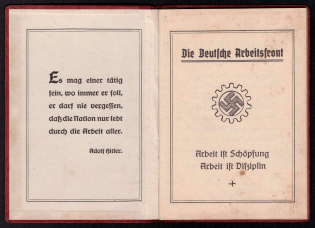 Es mag einer tätig
sein, wo immer er soll,
er darf nie vergessen,
daß die Nation nur lebt
durch die Arbeit aller.
Adolf Hitler.
Die Deutsche Arbeitsfront
Arbeit ist Schöpfung
Arbeit ist Disziplin